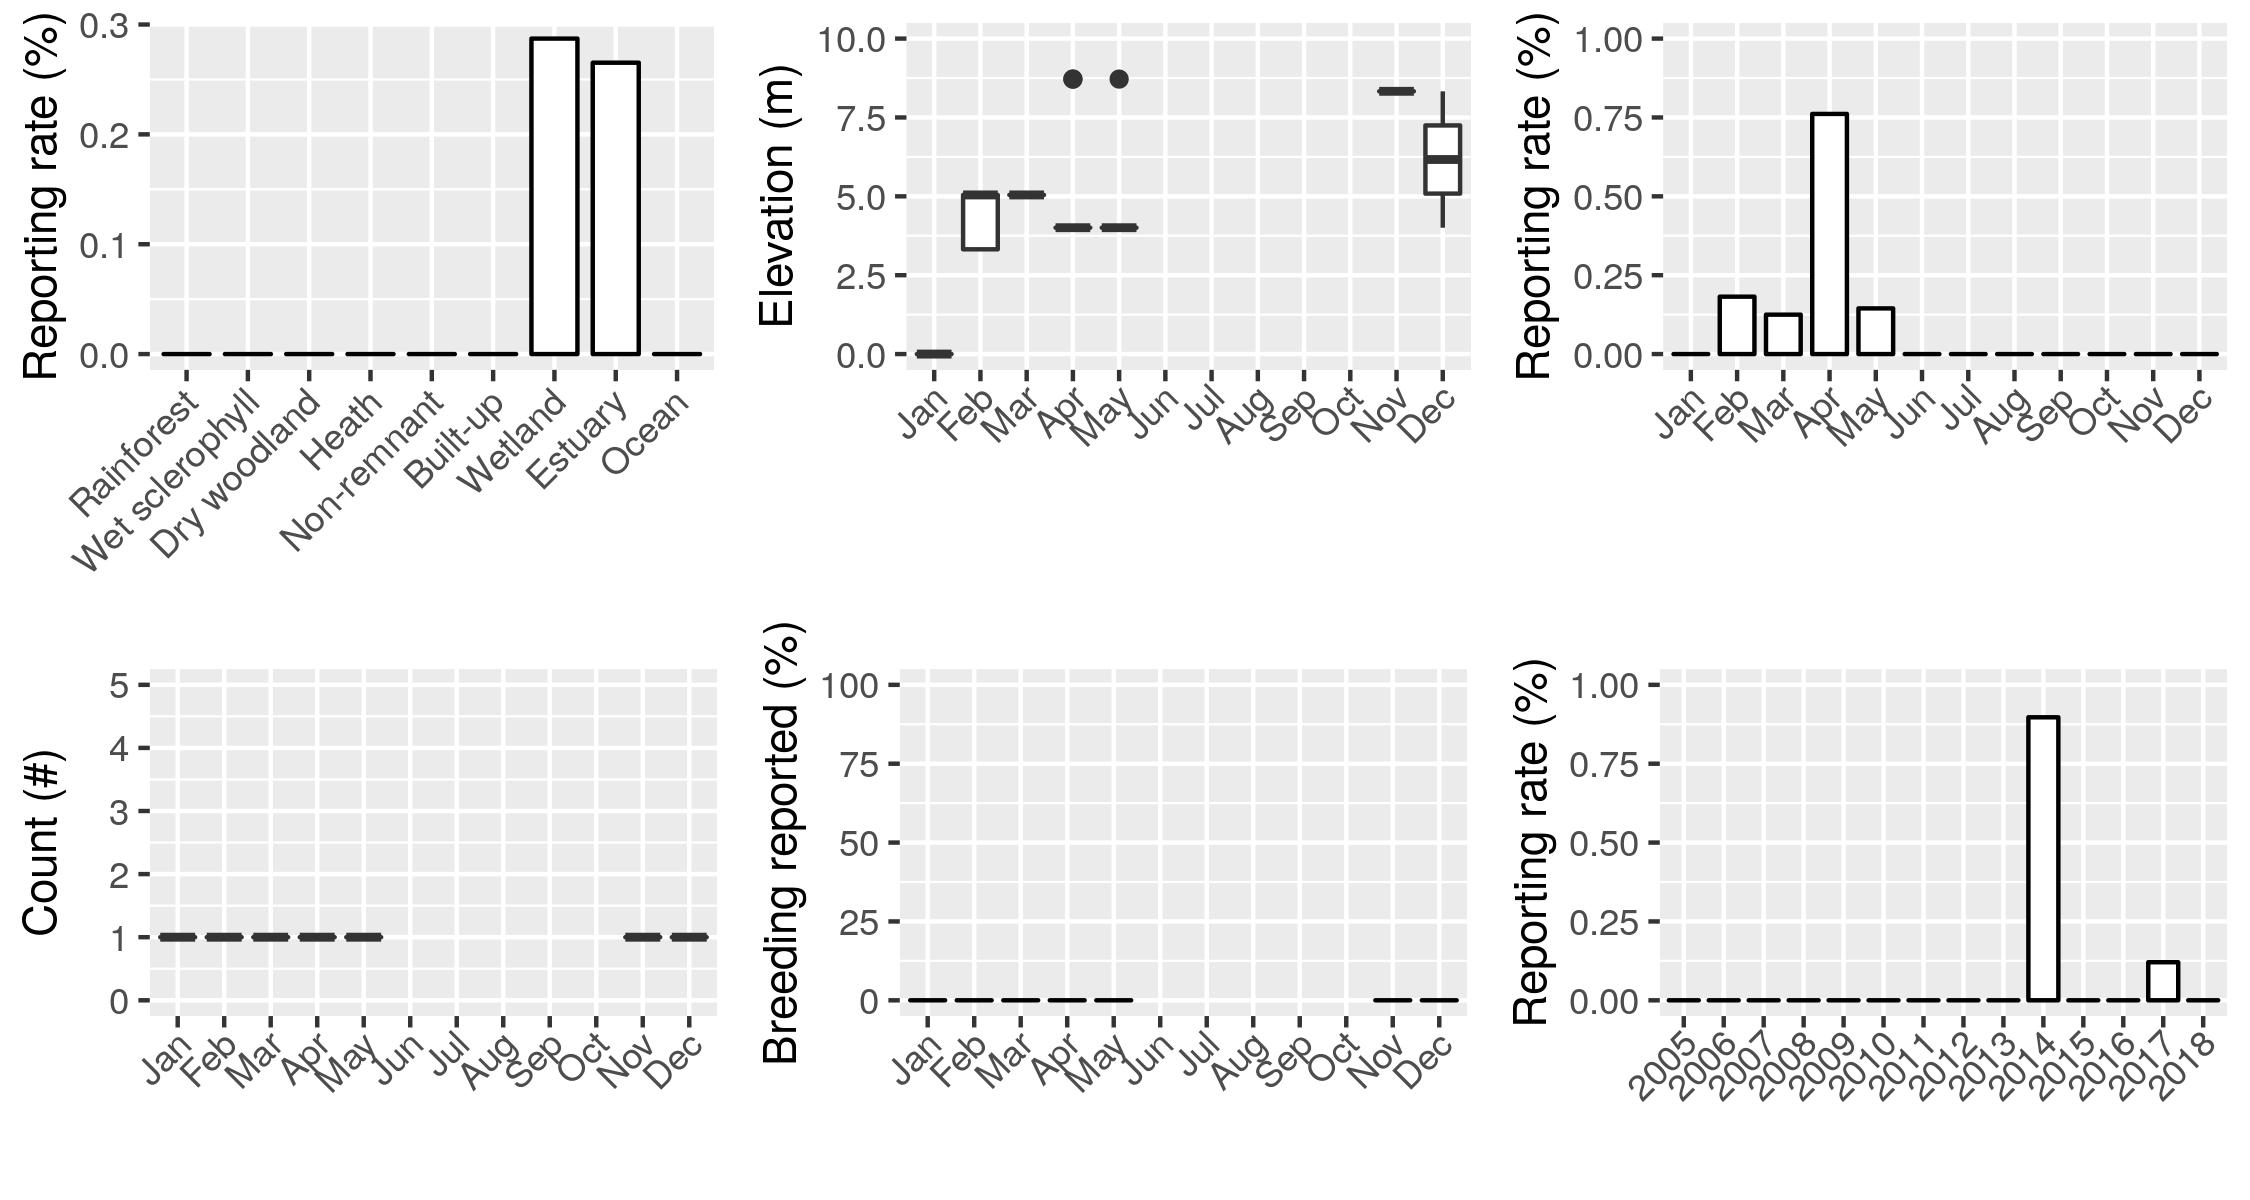 Reporting rate (%)
0.3
0.2
0.1
0.0
Rainforest
Wet sclerophyll
Dry woodland
Heath
Non-remnant
Built-up
Wetland
Estuary
Ocean
Elevation (m)
10.0
7.5
5.0
2.5
0.0
Jan Feb Mar Apr May Jun Jul Aug Sep Oct Nov Dec
Reporting rate (%)
1.00
0.75
0.50
0.25
0.00
Jan Feb Mar Apr May Jun Jul Aug Sep Oct Nov Dec
Count (#)
5
4
3
2
1
0
Jan Feb Mar Apr May Jun Jul Aug Sep Oct Nov Dec
Breeding reported (%)
100
75
50
25
0
Jan Feb Mar Apr May Jun Jul Aug Sep Oct Nov Dec
Reporting rate (%)
1.00
0.75
0.50
0.25
0.00
2005 2006 2007 2008 2009 2010 2011 2012 2013 2014 2015 2016 2017 2018